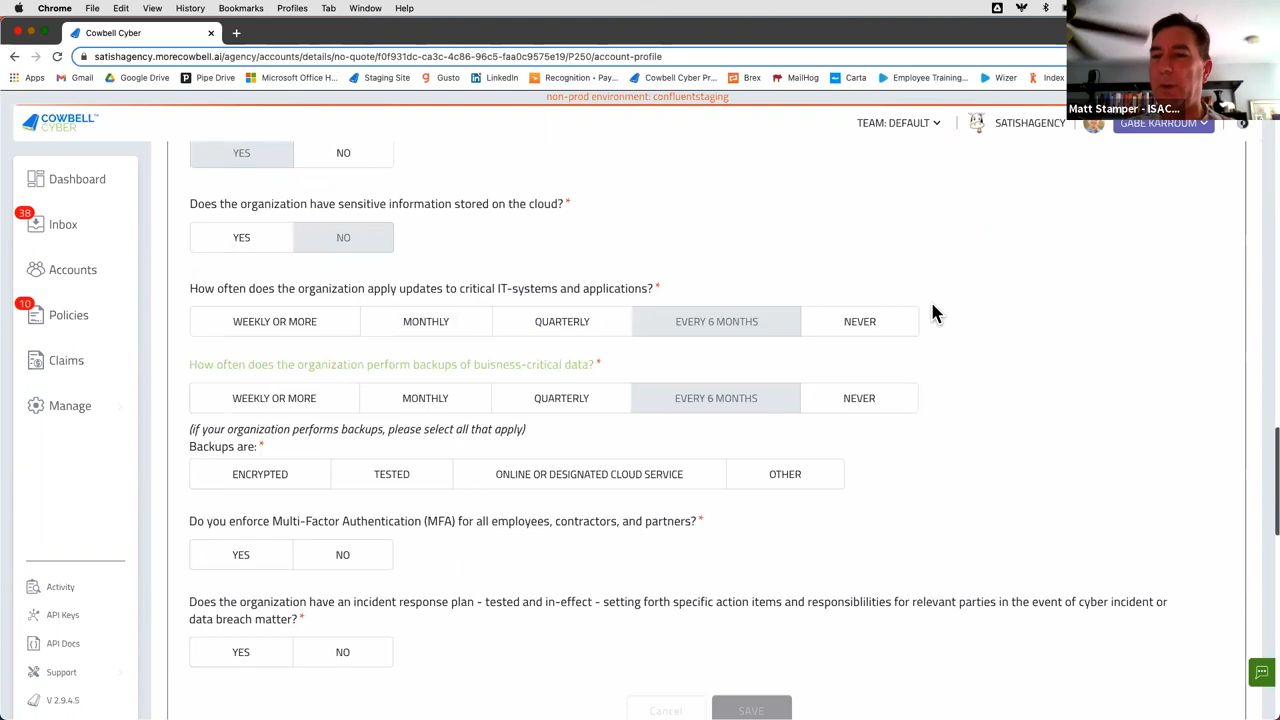 Chrome File Edit View History Bookmarks Profiles Tab Window Help
Cowbell Cyber
satishagency.morecowbell.ai/agency/accounts/details/no-quote/f0f931dc-ca3c-4c86-96c5-faa0c9575e19/P250/account-profile
Apps Gmail Google Drive Pipe Drive Microsoft Office H... Staging Site Gusto LinkedIn Recognition • Pay... Cowbell Cyber Pr... Brex MailHog Carta Employee Training... Wizer Index
non-prod environment: confluentstaging
Matt Stamper - ISAC...
COWBELL CYBER
TEAM: DEFAULT SATISHAGENCY GABE KARROUM
Dashboard
38
Inbox
Accounts
10
Policies
Claims
Manage
Activity
API Keys
API Docs
Support
V 2.9.4.5
YES NO
Does the organization have sensitive information stored on the cloud? *
YES NO
How often does the organization apply updates to critical IT-systems and applications? *
WEEKLY OR MORE MONTHLY QUARTERLY EVERY 6 MONTHS NEVER
How often does the organization perform backups of buisness-critical data? *
WEEKLY OR MORE MONTHLY QUARTERLY EVERY 6 MONTHS NEVER
(if your organization performs backups, please select all that apply)
Backups are: *
ENCRYPTED TESTED ONLINE OR DESIGNATED CLOUD SERVICE OTHER
Do you enforce Multi-Factor Authentication (MFA) for all employees, contractors, and partners? *
YES NO
Does the organization have an incident response plan - tested and in-effect - setting forth specific action items and responsiblilities for relevant parties in the event of cyber incident or
data breach matter? *
YES NO
Cancel SAVE